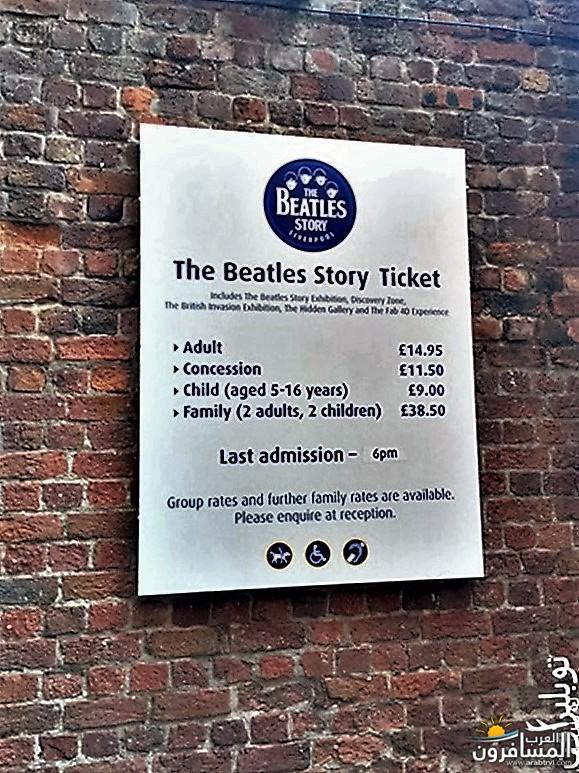 THE
BEATLES
STORY
LIVERPOOL
The Beatles Story Ticket
Includes The Beatles Story Exhibition, Discovery Zone,
The British Invasion Exhibition, The Hidden Gallery and The Fab 4D Experience
Adult £14.95
Concession £11.50
Child (aged 5-16 years) £9.00
Family (2 adults, 2 children) £38.50
Last admission – 6pm
Group rates and further family rates are available.
Please enquire at reception.
العرب
المسافرون
www.arabtrvl.com